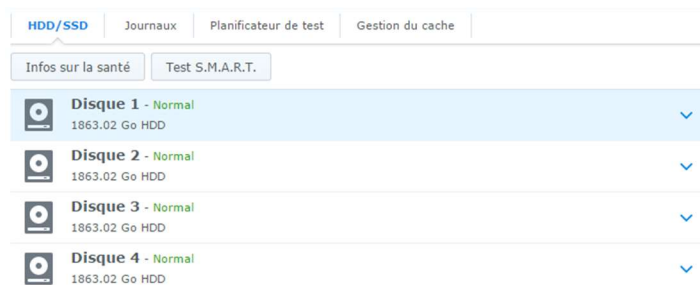 HDD/SSD Journaux Planificateur de test Gestion du cache
Infos sur la santé Test S.M.A.R.T.
Disque 1 - Normal
1863.02 Go HDD
Disque 2 - Normal
1863.02 Go HDD
Disque 3 - Normal
1863.02 Go HDD
Disque 4 - Normal
1863.02 Go HDD